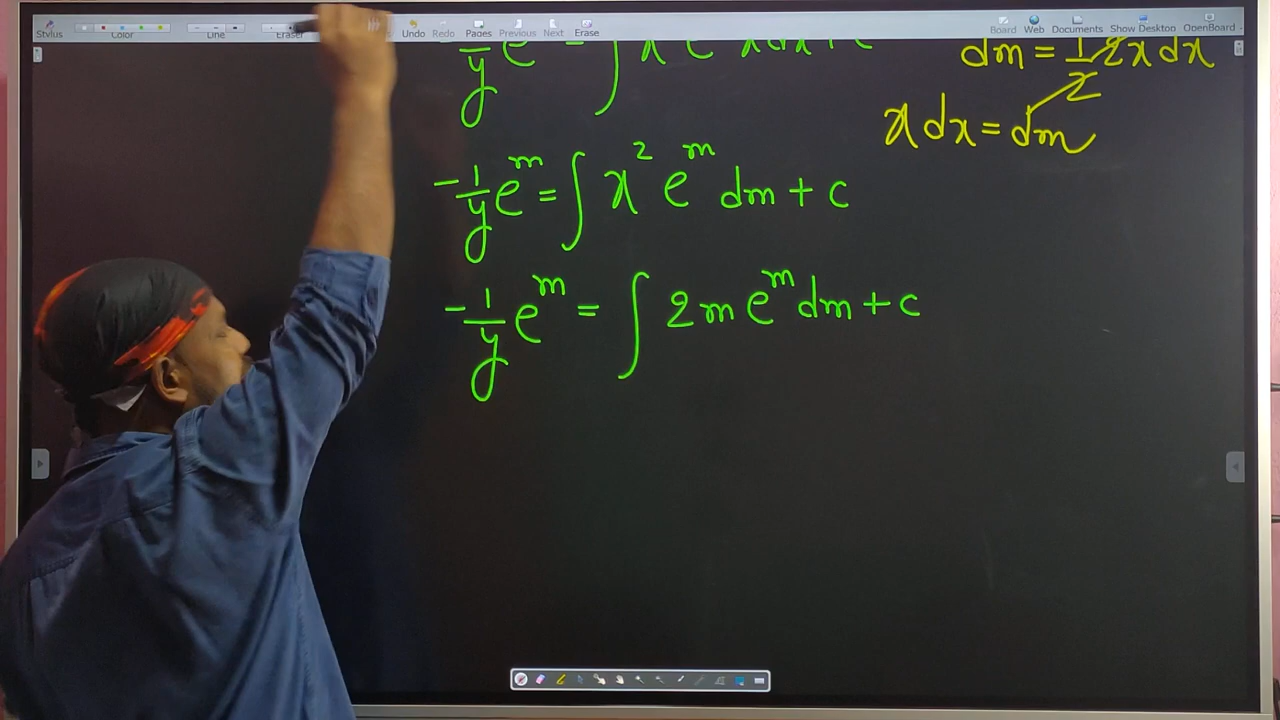 Stylus Color Line Eraser Undo Redo Pages Previous Next Erase Board Web Documents Show Desktop OpenBoard
dm = 1/2 2x dx
x dx = dm
-1/y e^m = ∫ x^2 e^m dm + c
-1/y e^m = ∫ 2m e^m dm + c